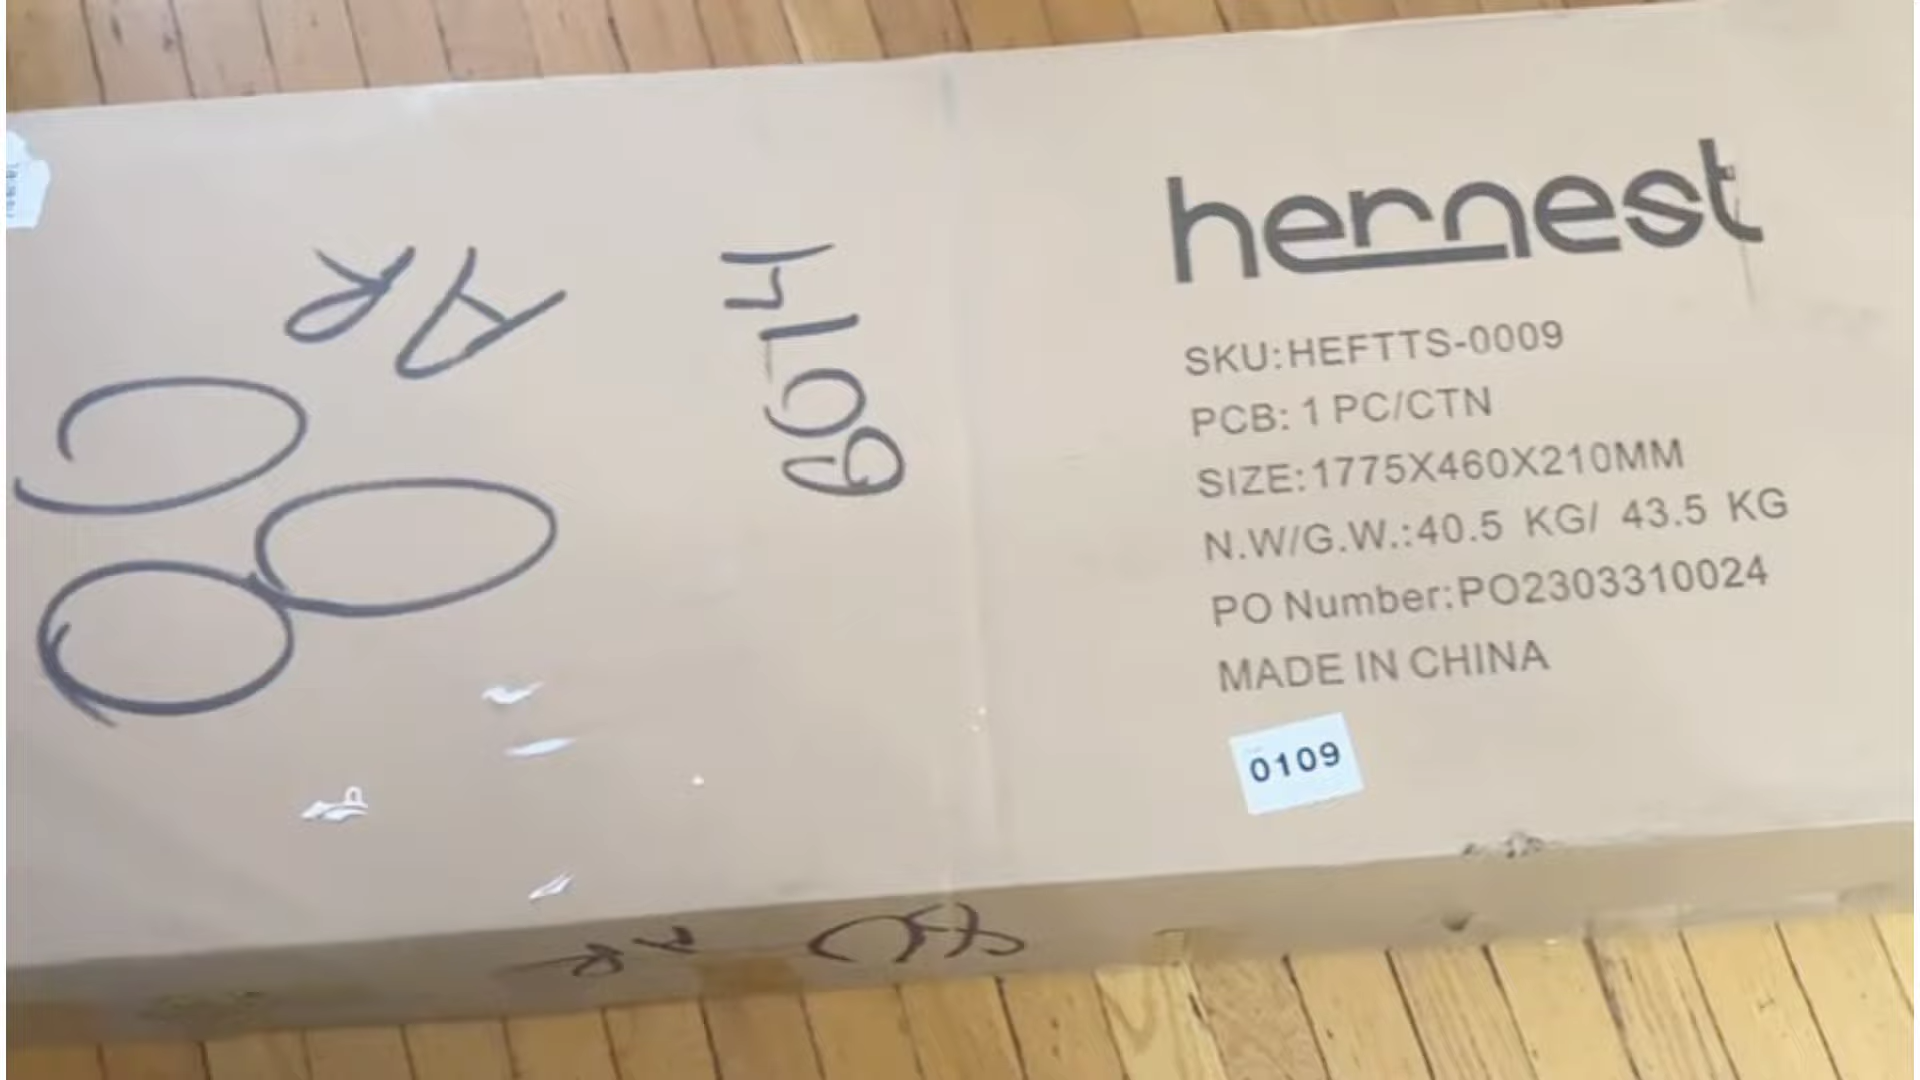 hernest
SKU:HEFTTS-0009
PCB: 1 PC/CTN
SIZE:1775X460X210MM
N.W/G.W.:40.5 KG/ 43.5 KG
PO Number:PO2303310024
MADE IN CHINA
0109
AR